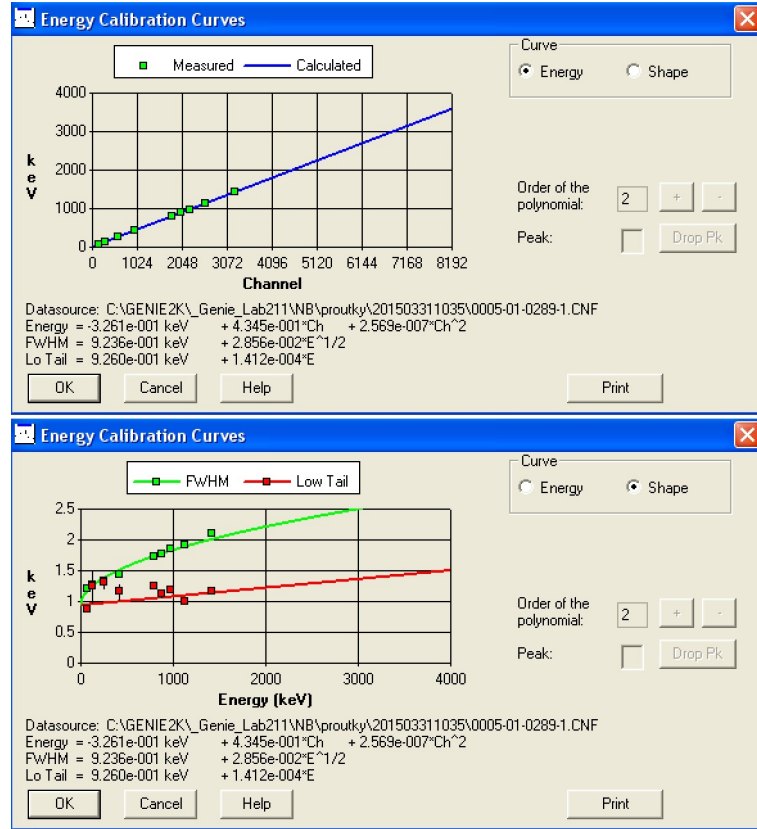 Energy Calibration Curves
Measured Calculated
Curve
Energy Shape
4000
3000
2000
1000
0
keV
0 1024 2048 3072 4096 5120 6144 7168 8192
Channel
Order of the polynomial: 2 + -
Peak: Drop Pk
Datasource: C:\GENIE2K\_Genie_Lab211\NB\proutky\201503311035\0005-01-0289-1.CNF
Energy = -3.261e-001 keV + 4.345e-001*Ch + 2.569e-007*Ch^2
FWHM = 9.236e-001 keV + 2.856e-002*E^1/2
Lo Tail = 9.260e-001 keV + 1.412e-004*E
OK Cancel Help Print
Energy Calibration Curves
FWHM Low Tail
Curve
Energy Shape
2.5
2
1.5
1
0.5
0
keV
0 1000 2000 3000 4000
Energy (keV)
Order of the polynomial: 2 + -
Peak: Drop Pk
Datasource: C:\GENIE2K\_Genie_Lab211\NB\proutky\201503311035\0005-01-0289-1.CNF
Energy = -3.261e-001 keV + 4.345e-001*Ch + 2.569e-007*Ch^2
FWHM = 9.236e-001 keV + 2.856e-002*E^1/2
Lo Tail = 9.260e-001 keV + 1.412e-004*E
OK Cancel Help Print